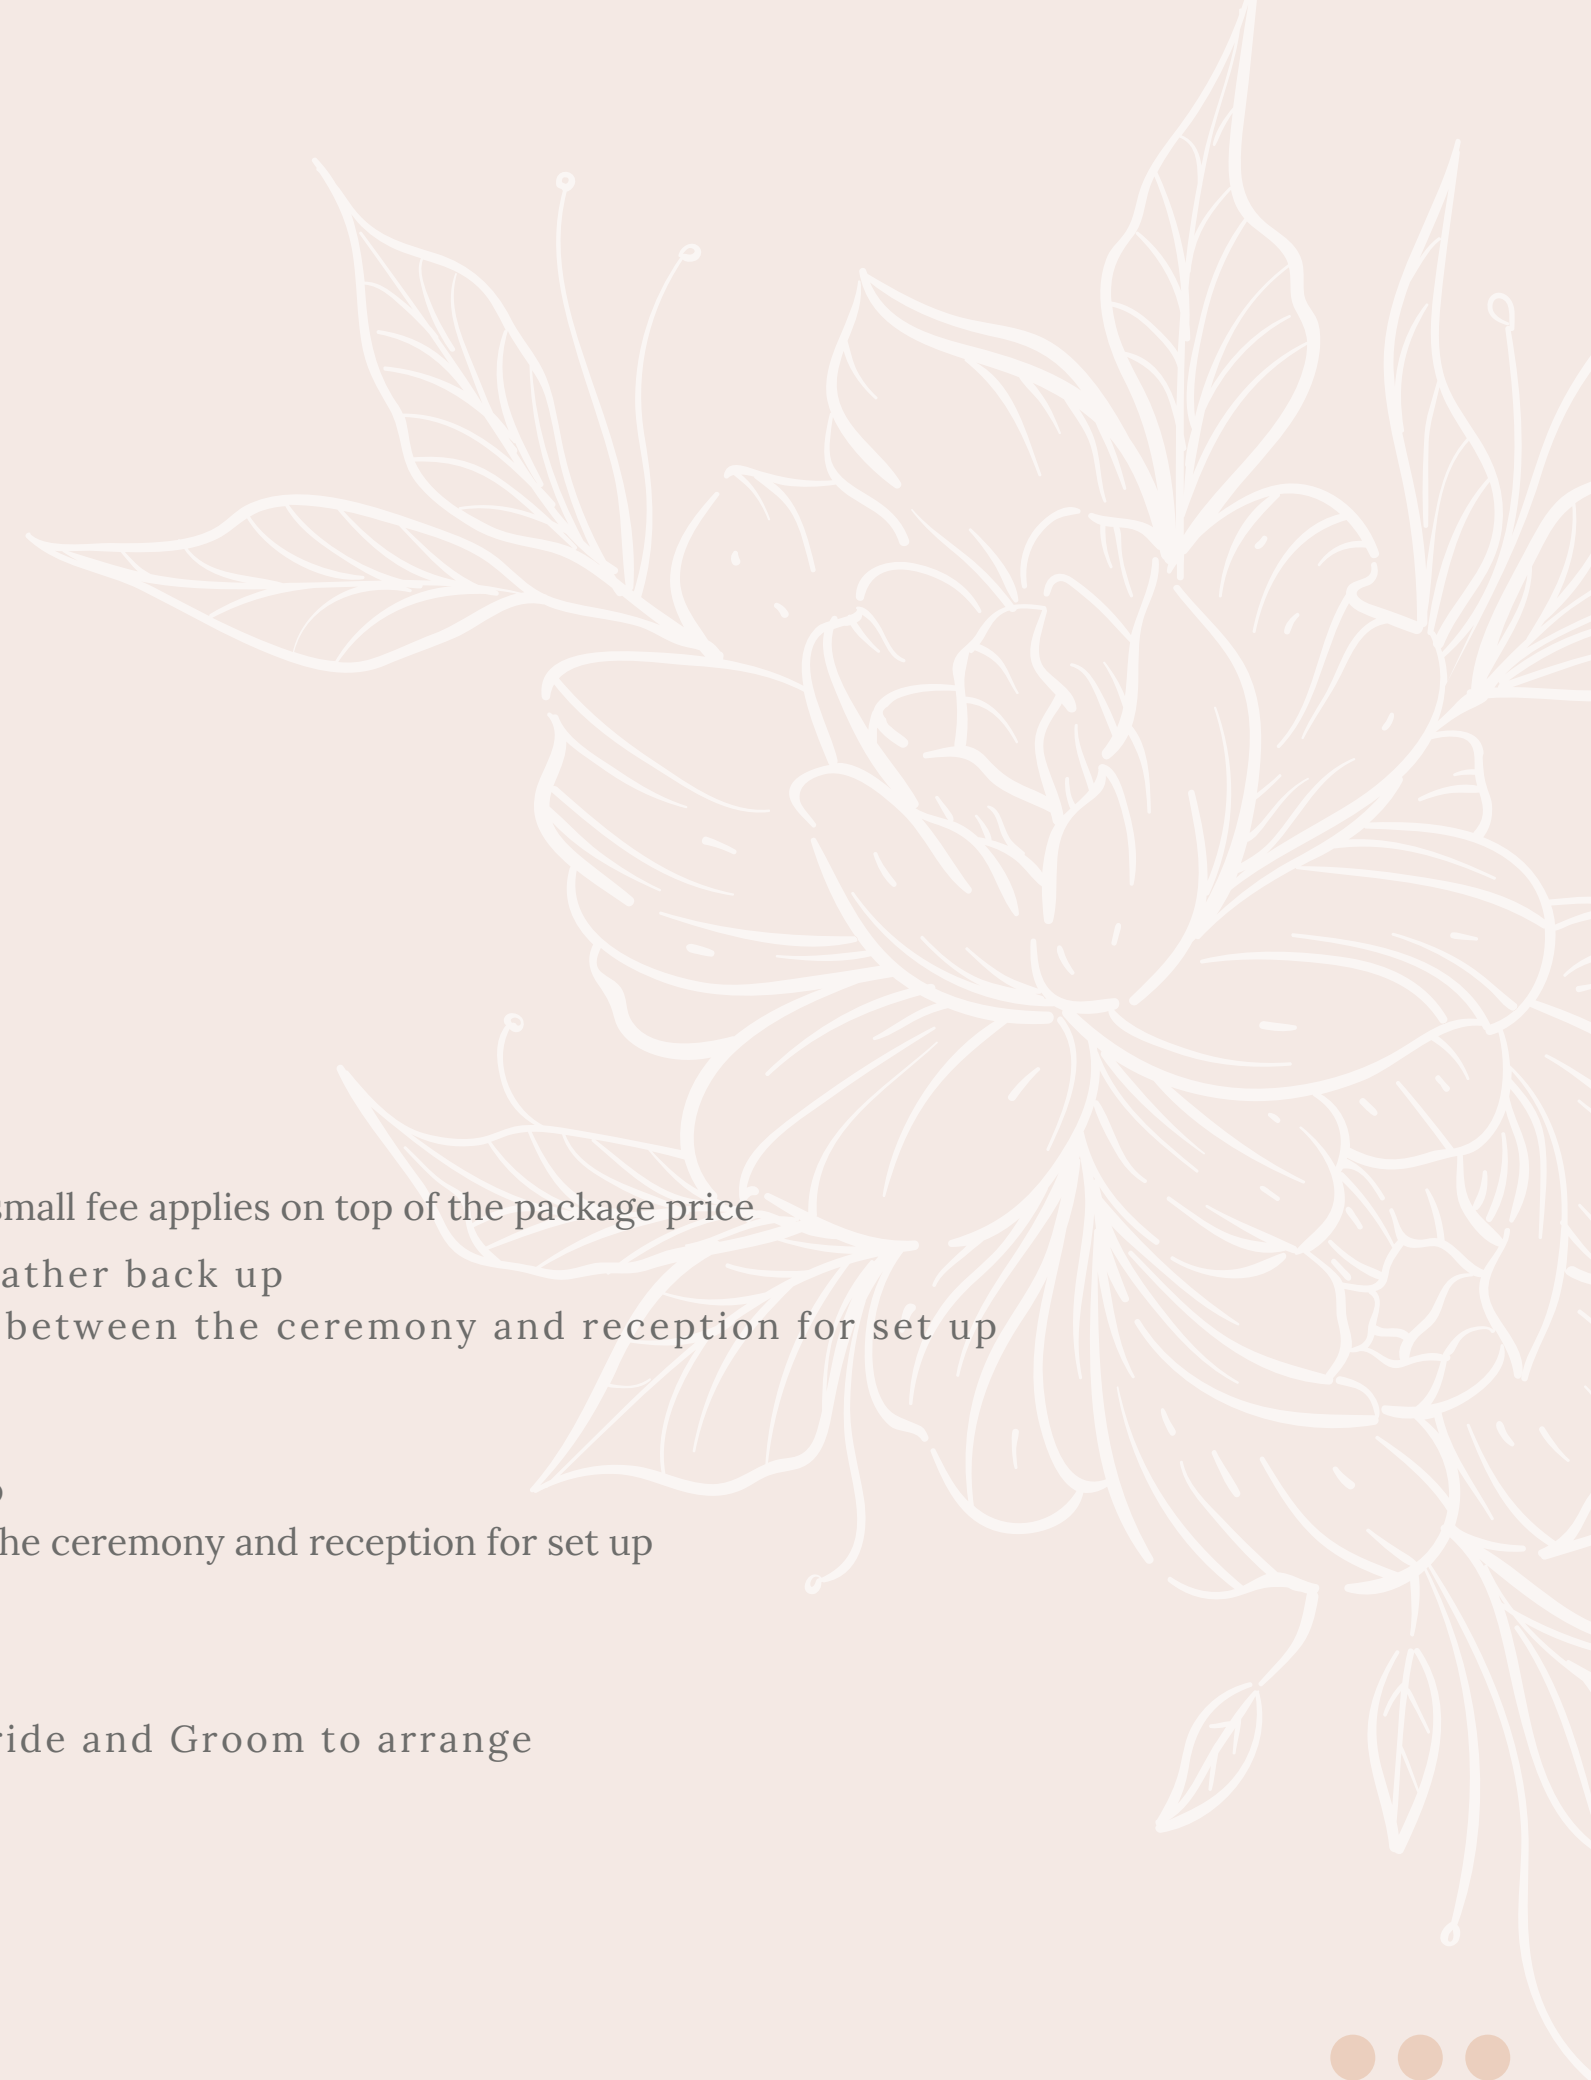 small fee applies on top of the package price
ather back up
between the ceremony and reception for set up
he ceremony and reception for set up
ride and Groom to arrange